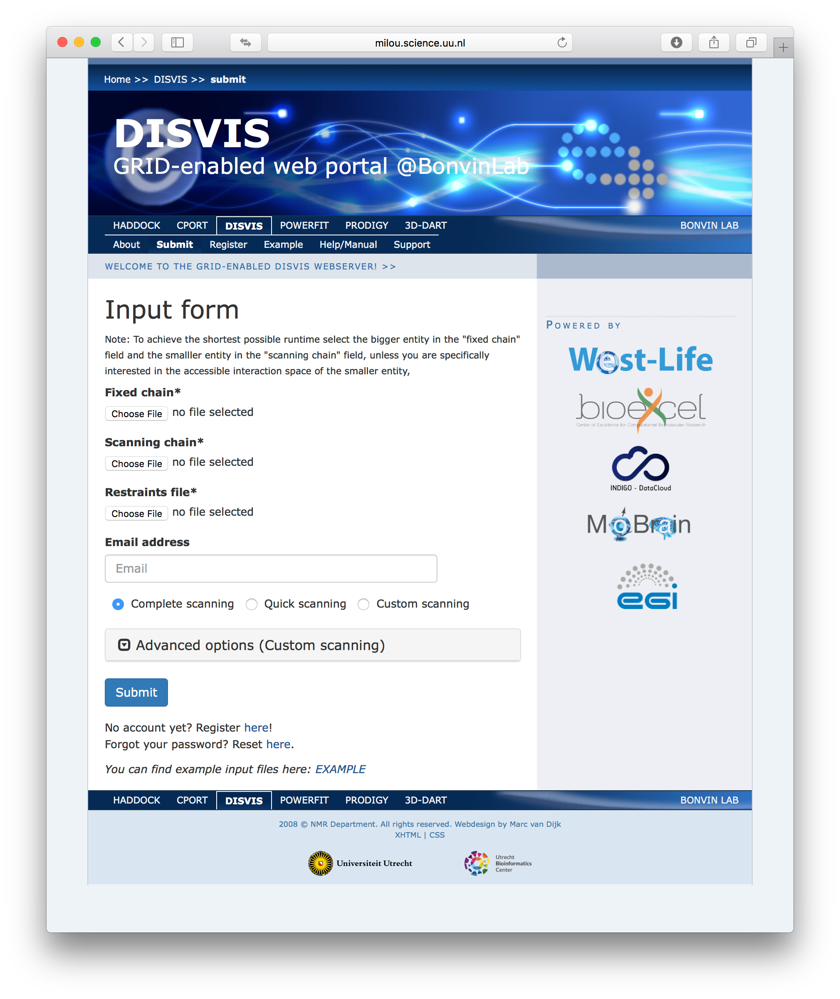 milou.science.uu.nl
Home >> DISVIS >> submit
DISVIS
GRID-enabled web portal @BonvinLab
HADDOCK CPORT DISVIS POWERFIT PRODIGY 3D-DART BONVIN LAB
About Submit Register Example Help/Manual Support
WELCOME TO THE GRID-ENABLED DISVIS WEBSERVER! >>
Input form
Note: To achieve the shortest possible runtime select the bigger entity in the "fixed chain"
field and the smalller entity in the "scanning chain" field, unless you are specifically
interested in the accessible interaction space of the smaller entity,
Fixed chain*
Choose File no file selected
Scanning chain*
Choose File no file selected
Restraints file*
Choose File no file selected
Email address
Email
Complete scanning Quick scanning Custom scanning
Advanced options (Custom scanning)
Submit
No account yet? Register here!
Forgot your password? Reset here.
You can find example input files here: EXAMPLE
POWERED BY
West-Life
bioexcel
Center of Excellence for Computational Biomolecular Research
INDIGO - DataCloud
MoBrain
eGi
HADDOCK CPORT DISVIS POWERFIT PRODIGY 3D-DART BONVIN LAB
2008 © NMR Department. All rights reserved. Webdesign by Marc van Dijk
XHTML | CSS
Universiteit Utrecht
Utrecht
Bioinformatics
Center